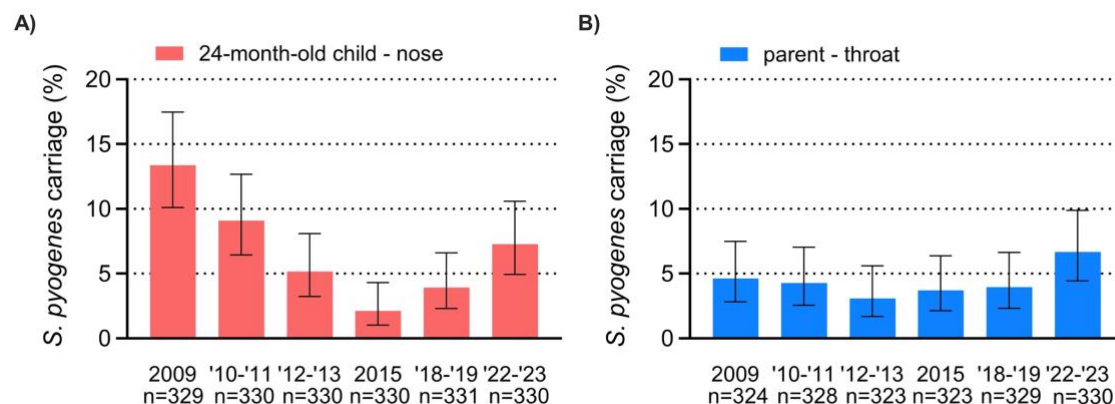 A)
24-month-old child - nose
S. pyogenes carriage (%)
20
15
10
5
0
2009 '10-'11 '12-'13 2015 '18-'19 '22-'23
n=329 n=330 n=330 n=330 n=331 n=330
B)
parent - throat
S. pyogenes carriage (%)
20
15
10
5
0
2009 '10-'11 '12-'13 2015 '18-'19 '22-'23
n=324 n=328 n=323 n=323 n=329 n=330